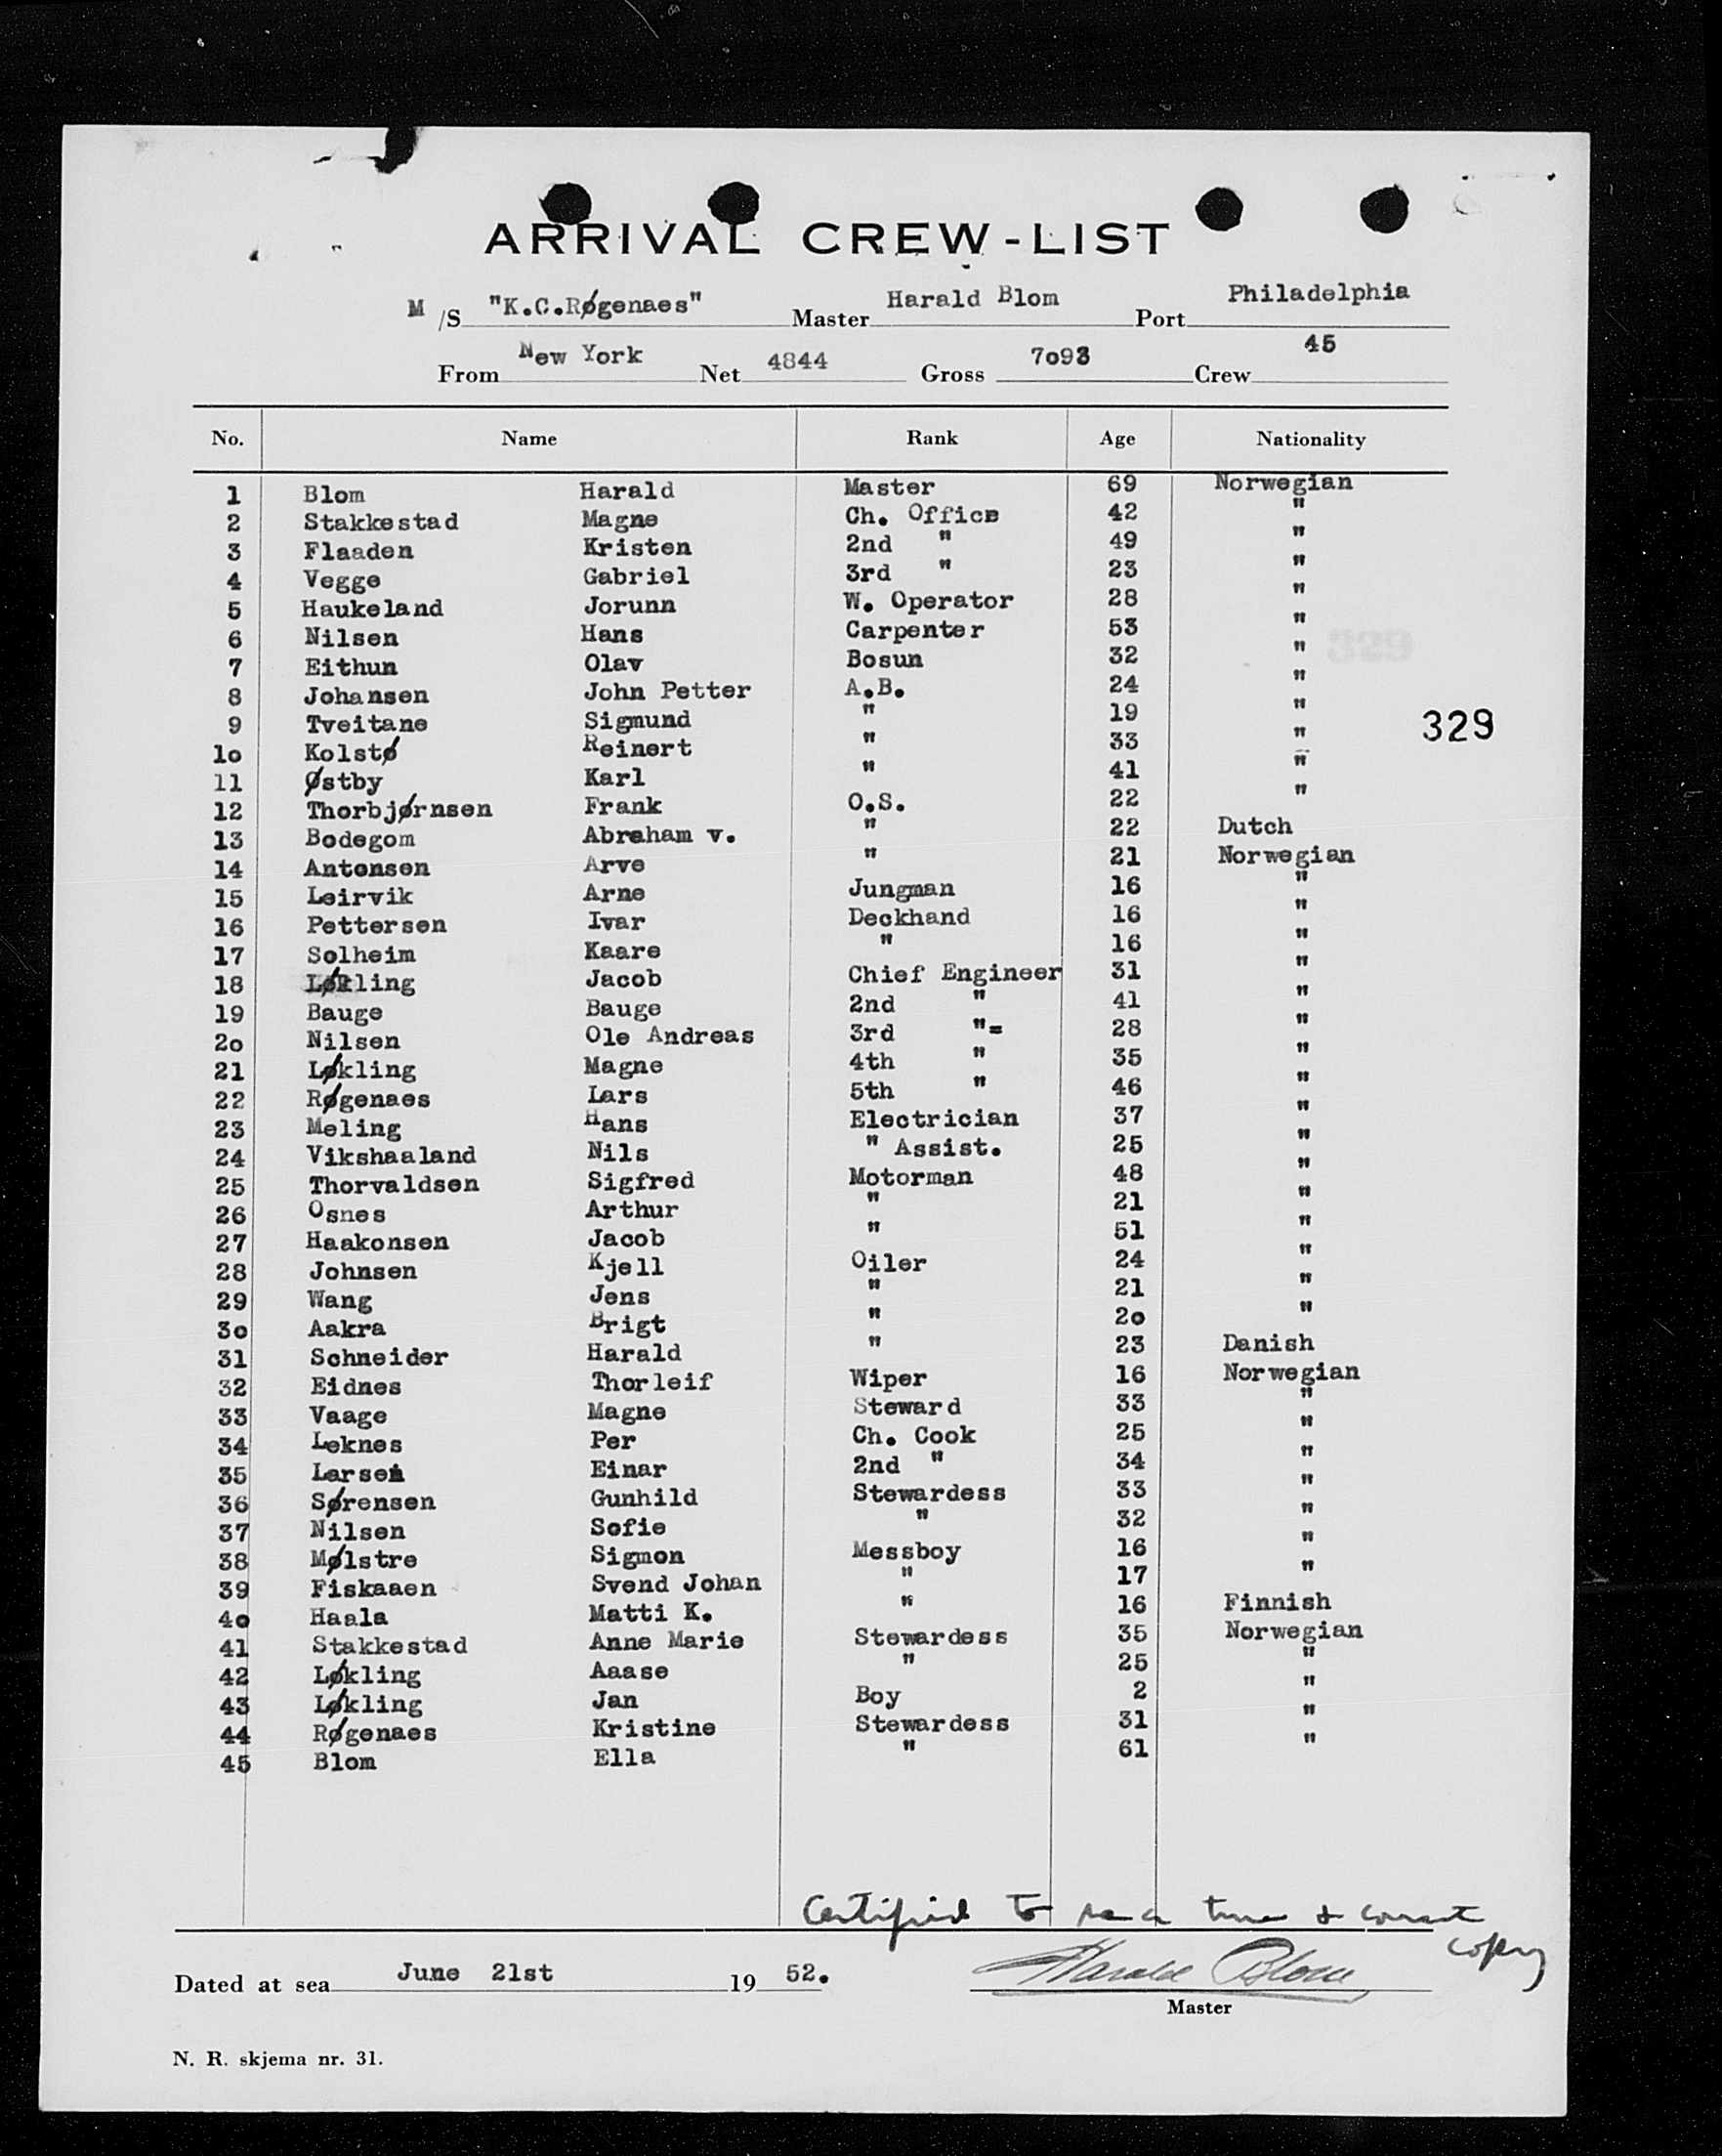 ARRIVAL CREW-LIST
M/S "K.C.Røgenaes" Master Harald Blom Port Philadelphia
From New York Net 4844 Gross 7o93 Crew 45
No. Name Rank Age Nationality
1 Blom Harald Master 69 Norwegian
2 Stakkestad Magne Ch. Office 42 "
3 Flaaden Kristen 2nd " 49 "
4 Vegge Gabriel 3rd " 23 "
5 Haukeland Jorunn W. Operator 28 "
6 Nilsen Hans Carpenter 53 "
7 Eithun Olav Bosun 32 "
8 Johansen John Petter A.B. 24 "
9 Tveitane Sigmund " 19 "
1o Kolstø Reinert " 33 "
11 Østby Karl " 41 "
12 Thorbjørnsen Frank O.S. 22 "
13 Bodegom Abraham v. " 22 Dutch
14 Antonsen Arve " 21 Norwegian
15 Leirvik Arne Jungman 16 "
16 Pettersen Ivar Deckhand 16 "
17 Solheim Kaare " 16 "
18 Løkling Jacob Chief Engineer 31 "
19 Bauge Bauge 2nd " 41 "
2o Nilsen Ole Andreas 3rd "= 28 "
21 Løkling Magne 4th " 35 "
22 Røgenaes Lars 5th " 46 "
23 Meling Hans Electrician 37 "
24 Vikshaaland Nils " Assist. 25 "
25 Thorvaldsen Sigfred Motorman 48 "
26 Osnes Arthur " 21 "
27 Haakonsen Jacob " 51 "
28 Johnsen Kjell Oiler 24 "
29 Wang Jens " 21 "
3o Aakra Brigt " 2o "
31 Schneider Harald " 23 Danish
32 Eidnes Thorleif Wiper 16 Norwegian
33 Vaage Magne Steward 33 "
34 Leknes Per Ch. Cook 25 "
35 Larsen Einar 2nd " 34 "
36 Sørensen Gunhild Stewardess 33 "
37 Nilsen Sofie " 32 "
38 Mølstre Sigmon Messboy 16 "
39 Fiskaaen Svend Johan " 17 "
4o Haala Matti K. " 16 Finnish
41 Stakkestad Anne Marie Stewardess 35 Norwegian
42 Løkling Aaase " 25 "
43 Løkling Jan Boy 2 "
44 Røgenaes Kristine Stewardess 31 "
45 Blom Ella " 61 "
329
329
Certified to be a true & correct
copy
Dated at sea June 21st 19 52. Harald Blom
Master
N. R. skjema nr. 31.